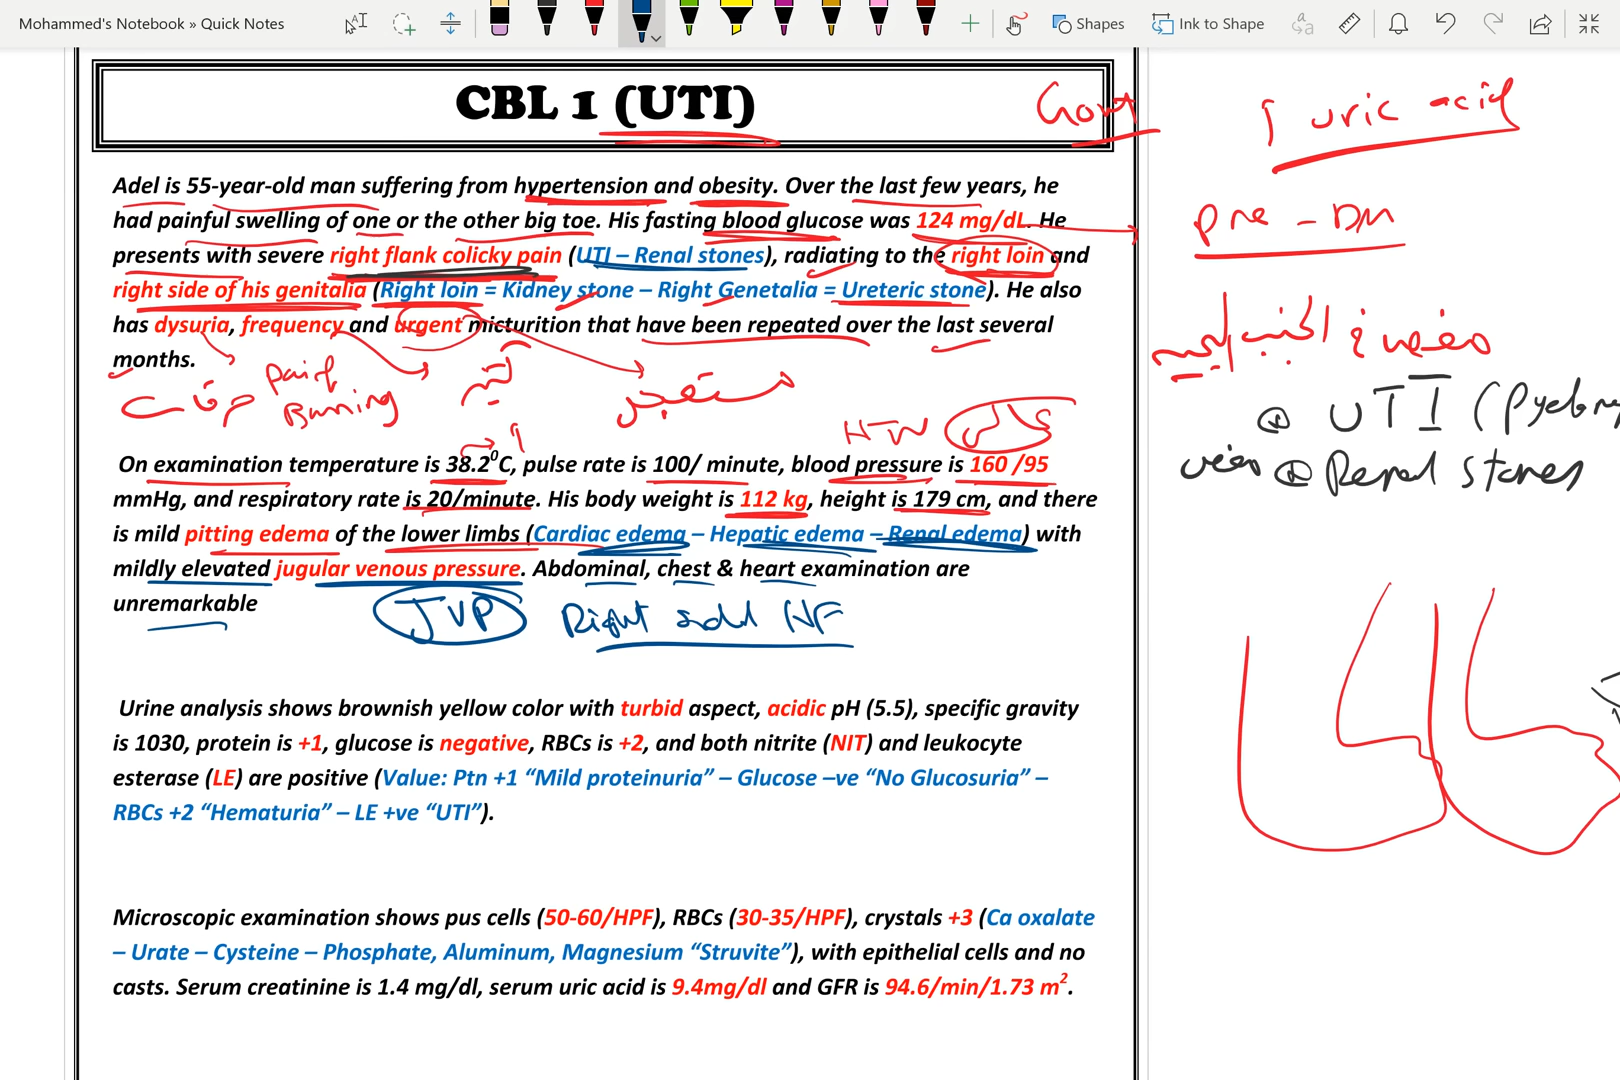 Mohammed's Notebook » Quick Notes
Shapes
Ink to Shape
CBL 1 (UTI)
Gout
↑ uric acid
Adel is 55-year-old man suffering from hypertension and obesity. Over the last few years, he
had painful swelling of one or the other big toe. His fasting blood glucose was 124 mg/dL. He
presents with severe right flank colicky pain (UTI – Renal stones), radiating to the right loin and
right side of his genitalia (Right loin = Kidney stone – Right Genetalia = Ureteric stone). He also
has dysuria, frequency and urgent micturition that have been repeated over the last several
months.
Pre - DM
pain
Burning
UTI (Pyelon
Renal stones
HTN
On examination temperature is 38.2⁰C, pulse rate is 100/ minute, blood pressure is 160 /95
mmHg, and respiratory rate is 20/minute. His body weight is 112 kg, height is 179 cm, and there
is mild pitting edema of the lower limbs (Cardiac edema – Hepatic edema – Renal edema) with
mildly elevated jugular venous pressure. Abdominal, chest & heart examination are
unremarkable
JVP Right sided HF
Urine analysis shows brownish yellow color with turbid aspect, acidic pH (5.5), specific gravity
is 1030, protein is +1, glucose is negative, RBCs is +2, and both nitrite (NIT) and leukocyte
esterase (LE) are positive (Value: Ptn +1 “Mild proteinuria” – Glucose –ve “No Glucosuria” –
RBCs +2 “Hematuria” – LE +ve “UTI”).
Microscopic examination shows pus cells (50-60/HPF), RBCs (30-35/HPF), crystals +3 (Ca oxalate
– Urate – Cysteine – Phosphate, Aluminum, Magnesium “Struvite”), with epithelial cells and no
casts. Serum creatinine is 1.4 mg/dl, serum uric acid is 9.4mg/dl and GFR is 94.6/min/1.73 m².